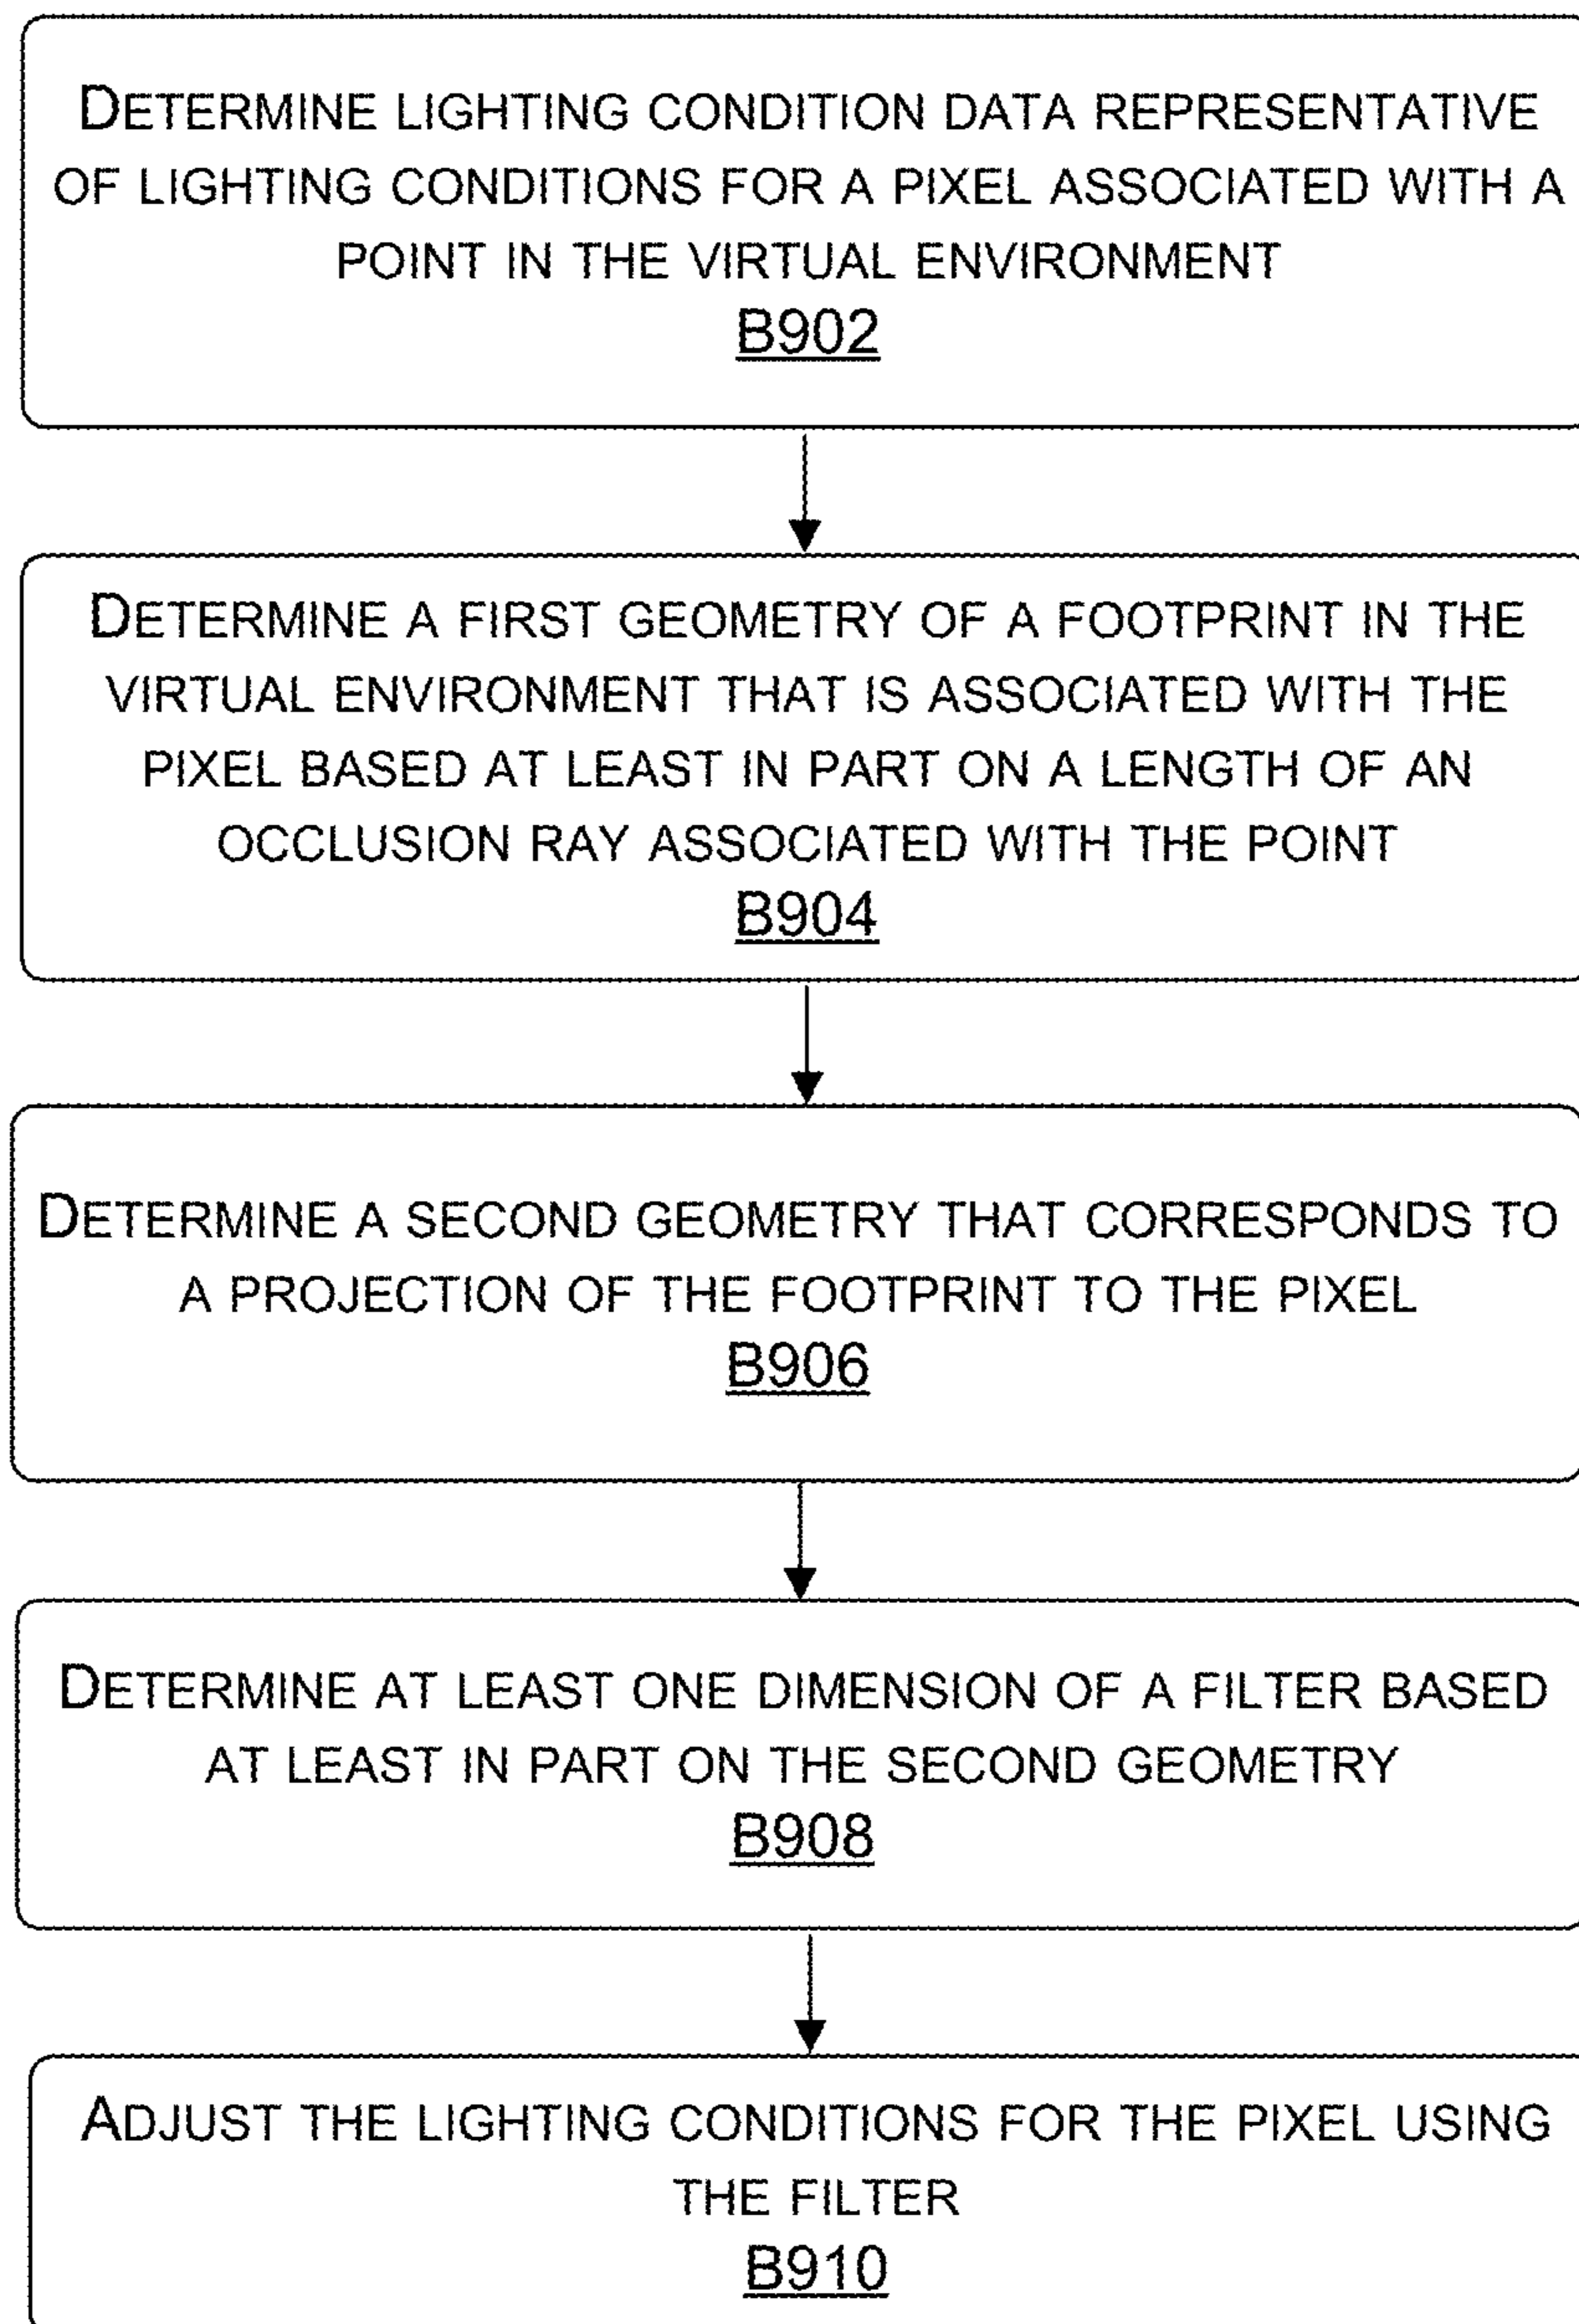 DETERMINE LIGHTING CONDITION DATA REPRESENTATIVE
OF LIGHTING CONDITIONS FOR A PIXEL ASSOCIATED WITH A
POINT IN THE VIRTUAL ENVIRONMENT
B902
DETERMINE A FIRST GEOMETRY OF A FOOTPRINT IN THE
VIRTUAL ENVIRONMENT THAT IS ASSOCIATED WITH THE
PIXEL BASED AT LEAST IN PART ON A LENGTH OF AN
OCCLUSION RAY ASSOCIATED WITH THE POINT
B904
DETERMINE A SECOND GEOMETRY THAT CORRESPONDS TO
A PROJECTION OF THE FOOTPRINT TO THE PIXEL
B906
DETERMINE AT LEAST ONE DIMENSION OF A FILTER BASED
AT LEAST IN PART ON THE SECOND GEOMETRY
B908
ADJUST THE LIGHTING CONDITIONS FOR THE PIXEL USING
THE FILTER
B910